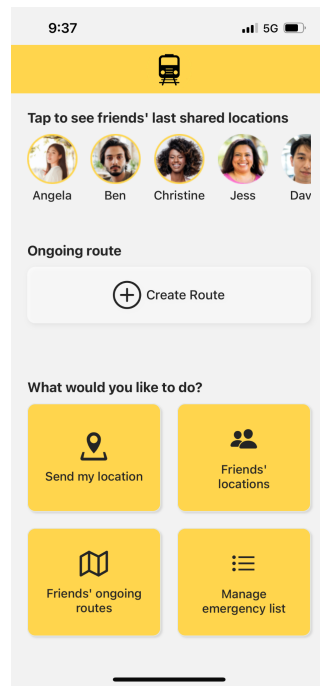 9:37 5G
Tap to see friends' last shared locations
Angela Ben Christine Jess Dav
Ongoing route
Create Route
What would you like to do?
Send my location
Friends'
locations
Friends' ongoing
routes
Manage
emergency list